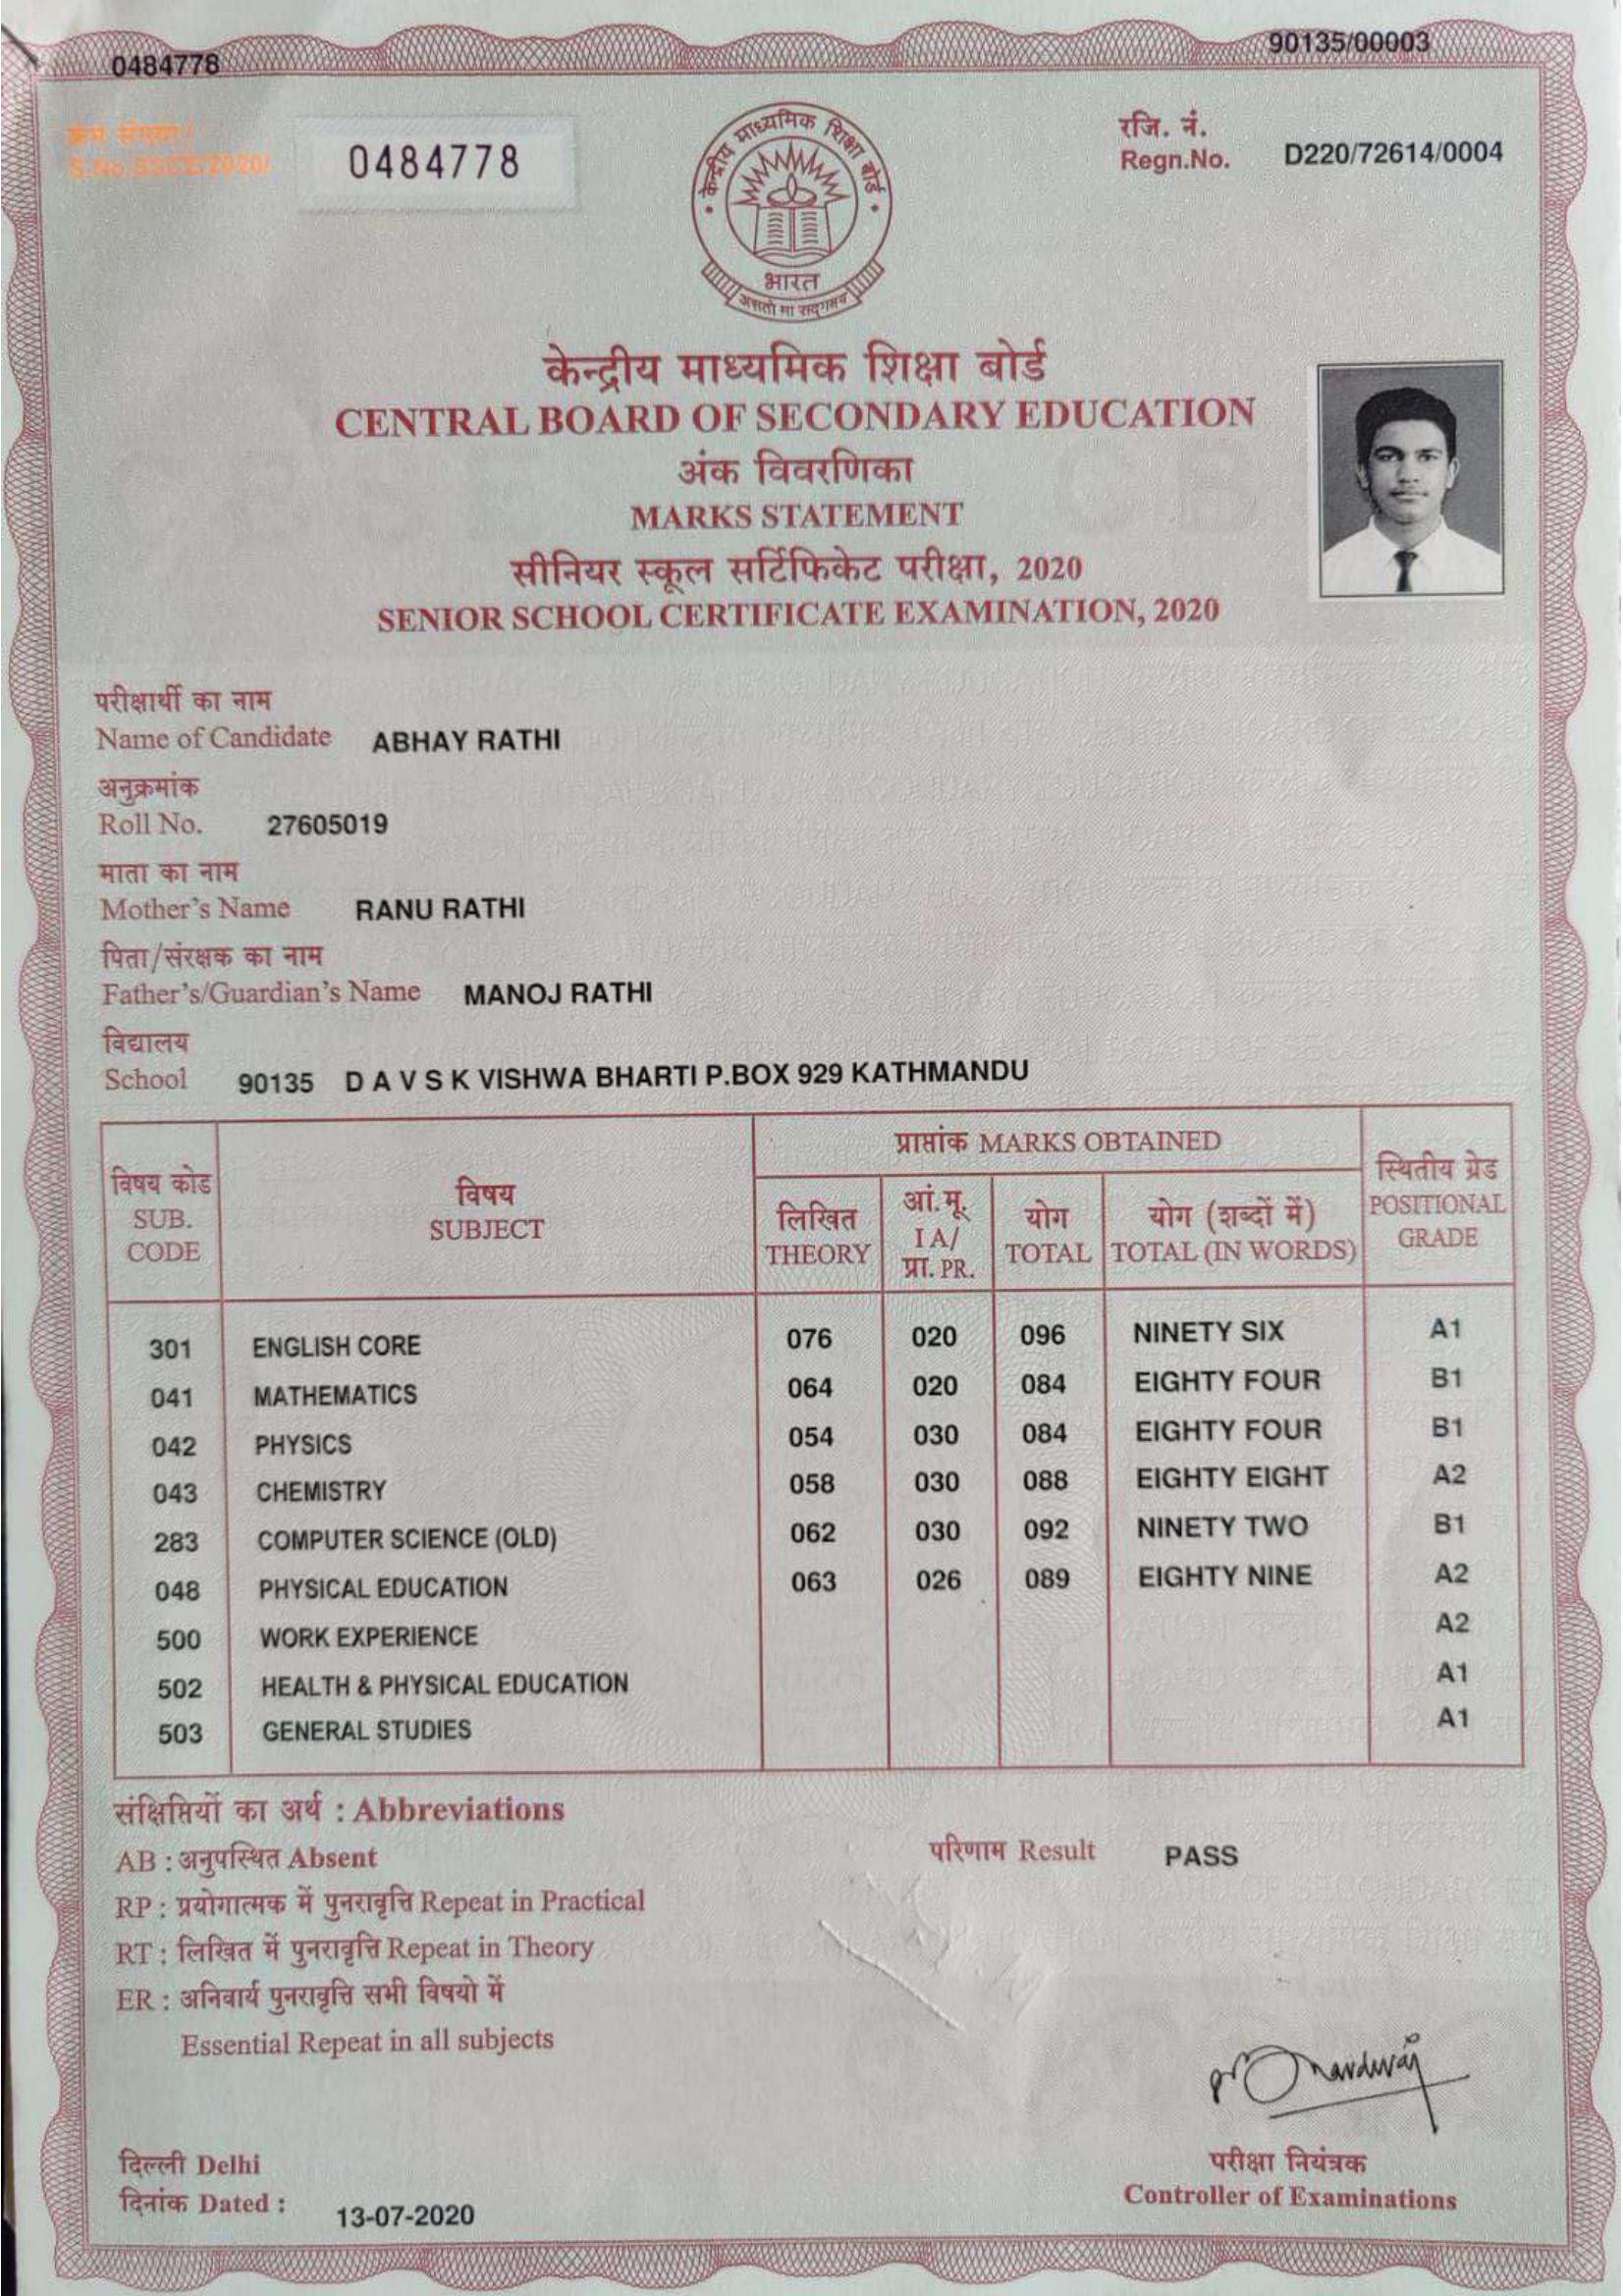 0484778
90135/00003
क्रम संख्या/
S.No.SSCE/2020/
0484778
रजि. नं.
Regn.No. D220/72614/0004
केन्द्रीय माध्यमिक शिक्षा बोर्ड
भारत
असतो मा सद्गमय
केन्द्रीय माध्यमिक शिक्षा बोर्ड
CENTRAL BOARD OF SECONDARY EDUCATION
अंक विवरणिका
MARKS STATEMENT
सीनियर स्कूल सर्टिफिकेट परीक्षा, 2020
SENIOR SCHOOL CERTIFICATE EXAMINATION, 2020
परीक्षार्थी का नाम
Name of Candidate ABHAY RATHI
अनुक्रमांक
Roll No. 27605019
माता का नाम
Mother's Name RANU RATHI
पिता/संरक्षक का नाम
Father's/Guardian's Name MANOJ RATHI
विद्यालय
School 90135 D A V S K VISHWA BHARTI P.BOX 929 KATHMANDU
विषय कोड
SUB.
CODE
विषय
SUBJECT
प्राप्तांक MARKS OBTAINED
लिखित
THEORY
आं.मू.
I A/
प्रा. PR.
योग
TOTAL
योग (शब्दों में)
TOTAL (IN WORDS)
स्थितीय ग्रेड
POSITIONAL
GRADE
301 ENGLISH CORE 076 020 096 NINETY SIX A1
041 MATHEMATICS 064 020 084 EIGHTY FOUR B1
042 PHYSICS 054 030 084 EIGHTY FOUR B1
043 CHEMISTRY 058 030 088 EIGHTY EIGHT A2
283 COMPUTER SCIENCE (OLD) 062 030 092 NINETY TWO B1
048 PHYSICAL EDUCATION 063 026 089 EIGHTY NINE A2
500 WORK EXPERIENCE A2
502 HEALTH & PHYSICAL EDUCATION A1
503 GENERAL STUDIES A1
संक्षिप्तियों का अर्थ : Abbreviations
AB : अनुपस्थित Absent
परिणाम Result PASS
RP : प्रयोगात्मक में पुनरावृत्ति Repeat in Practical
RT : लिखित में पुनरावृत्ति Repeat in Theory
ER : अनिवार्य पुनरावृत्ति सभी विषयो में
Essential Repeat in all subjects
दिल्ली Delhi
दिनांक Dated : 13-07-2020
परीक्षा नियंत्रक
Controller of Examinations